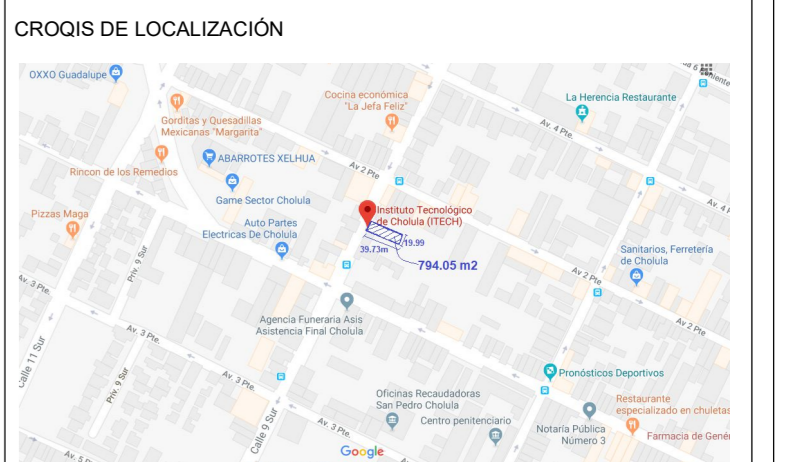 CROQIS DE LOCALIZACIÓN
OXXO Guadalupe
Cocina económica
"La Jefa Feliz"
La Herencia Restaurante
Gorditas y Quesadillas
Mexicanas "Margarita"
Av. 4 Pte.
ABARROTES XELHUA
Av 2 Pte
Rincon de los Remedios
Game Sector Cholula
Pizzas Maga
Auto Partes
Electricas De Cholula
Instituto Tecnológico
de Cholula (ITECH)
19.99
39.73m
794.05 m2
Sanitarios, Ferretería
de Cholula
Priv. 9 Sur
Av 2 Pte
Av. 3 Pte.
Agencia Funeraria Asis
Asistencia Final Cholula
Av 2 Pte
Av. 3 Pte.
Calle 11 Sur
Priv. 9 Sur
Av. 3 Pte.
Pronósticos Deportivos
Oficinas Recaudadoras
San Pedro Cholula
Restaurante
especializado en chuletas
Calle 9 Sur
Av. 3 Pte.
Centro penitenciario
Notaría Pública
Número 3
Farmacia de Gene
Google